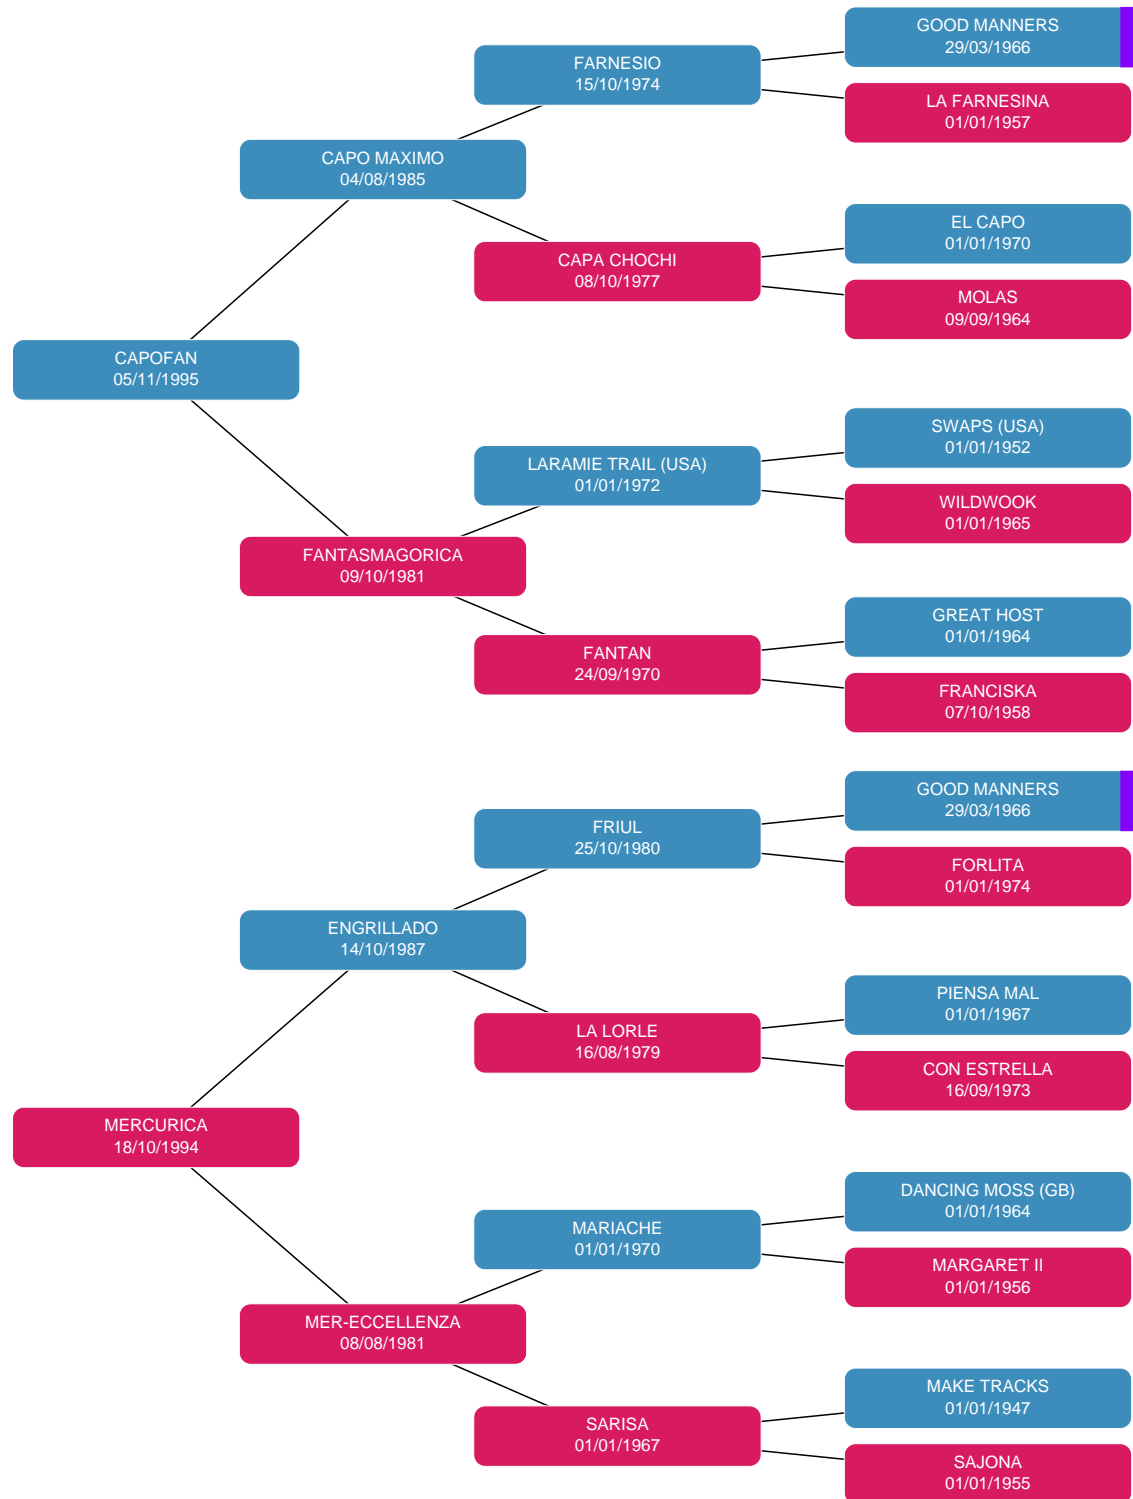 GOOD MANNERS
29/03/1966
FARNESIO
15/10/1974
LA FARNESINA
01/01/1957
CAPO MAXIMO
04/08/1985
EL CAPO
01/01/1970
CAPA CHOCHI
08/10/1977
MOLAS
09/09/1964
CAPOFAN
05/11/1995
SWAPS (USA)
01/01/1952
LARAMIE TRAIL (USA)
01/01/1972
WILDWOOK
01/01/1965
FANTASMAGORICA
09/10/1981
GREAT HOST
01/01/1964
FANTAN
24/09/1970
FRANCISKA
07/10/1958
GOOD MANNERS
29/03/1966
FRIUL
25/10/1980
FORLITA
01/01/1974
ENGRILLADO
14/10/1987
PIENSA MAL
01/01/1967
LA LORLE
16/08/1979
CON ESTRELLA
16/09/1973
MERCURICA
18/10/1994
DANCING MOSS (GB)
01/01/1964
MARIACHE
01/01/1970
MARGARET II
01/01/1956
MER-ECCELLENZA
08/08/1981
MAKE TRACKS
01/01/1947
SARISA
01/01/1967
SAJONA
01/01/1955